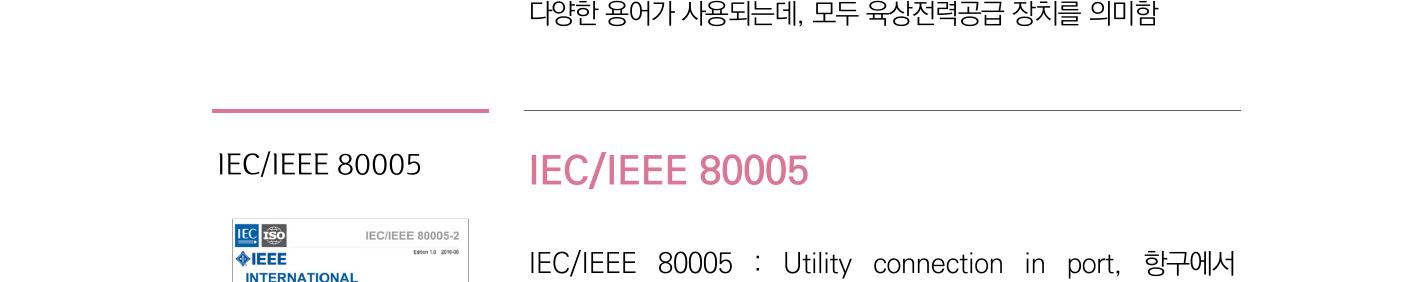 다양한 용어가 사용되는데, 모두 육상전력공급 장치를 의미함
IEC/IEEE 80005
IEC ISO
IEC/IEEE 80005-2
Edition 1.0 2016-06
IEEE
INTERNATIONAL
IEC/IEEE 80005
IEC/IEEE 80005 : Utility connection in port, 항구에서